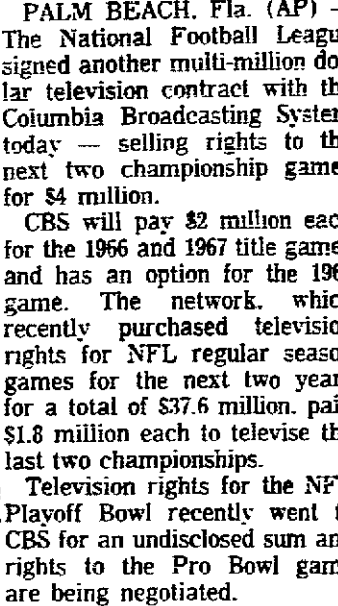 PALM BEACH, Fla. (AP) —
The National Football Leagu
signed another multi-million do
lar television contract with th
Columbia Broadcasting System
today — selling rights to th
next two championship game
for $4 million.
CBS will pay $2 million eac
for the 1966 and 1967 title game
and has an option for the 196
game. The network, whic
recently purchased televisio
rights for NFL regular seaso
games for the next two year
for a total of $37.6 million, pai
$1.8 million each to televise th
last two championships.
Television rights for the NF
Playoff Bowl recently went t
CBS for an undisclosed sum an
rights to the Pro Bowl gam
are being negotiated.